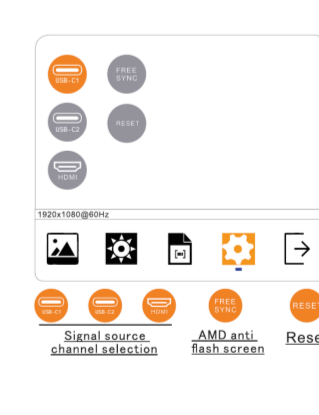 USB-C1
FREE
SYNC
USB-C2
RESET
HDMI
1920x1080@60Hz
USB-C1
USB-C2
HDMI
FREE
SYNC
RESET
Signal source
channel selection
AMD anti
flash screen
Rese